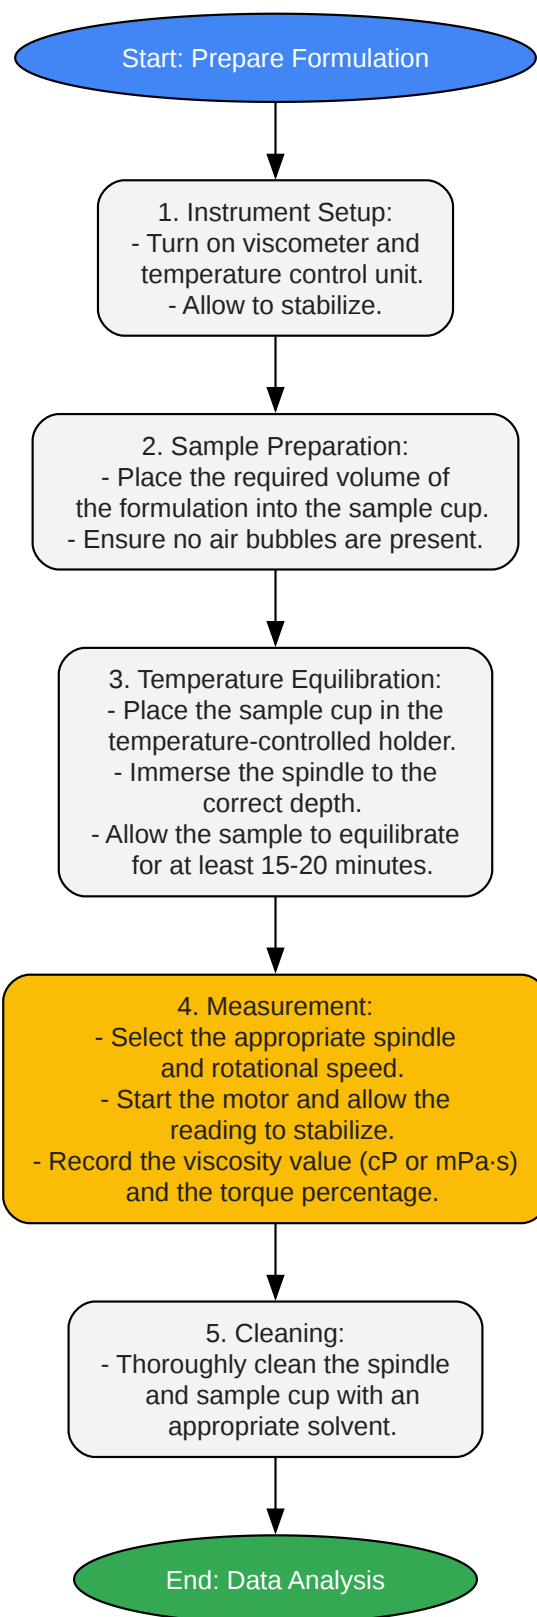 Start: Prepare Formulation
1. Instrument Setup:
- Turn on viscometer and
temperature control unit.
- Allow to stabilize.
2. Sample Preparation:
- Place the required volume of
the formulation into the sample cup.
- Ensure no air bubbles are present.
3. Temperature Equilibration:
- Place the sample cup in the
temperature-controlled holder.
- Immerse the spindle to the
correct depth.
- Allow the sample to equilibrate
for at least 15-20 minutes.
4. Measurement:
- Select the appropriate spindle
and rotational speed.
- Start the motor and allow the
reading to stabilize.
- Record the viscosity value (cP or mPa·s)
and the torque percentage.
5. Cleaning:
- Thoroughly clean the spindle
and sample cup with an
appropriate solvent.
End: Data Analysis